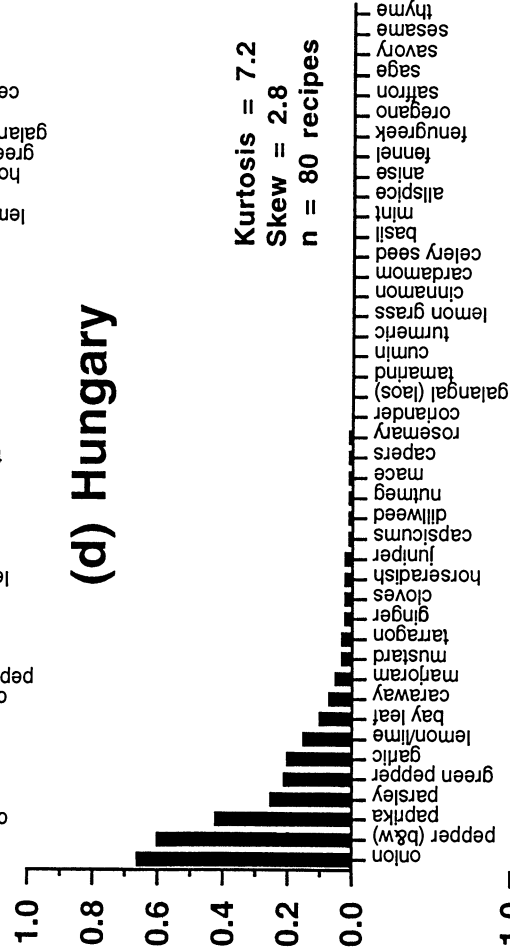 (d) Hungary
Kurtosis = 7.2
Skew = 2.8
n = 80 recipes
1.0
0.8
0.6
0.4
0.2
0.0
onion
pepper (b&w)
paprika
parsley
green pepper
garlic
lemon/lime
bay leaf
caraway
marjoram
mustard
tarragon
ginger
cloves
horseradish
juniper
capsicums
dillweed
nutmeg
mace
capers
rosemary
coriander
galangal (laos)
tamarind
cumin
turmeric
lemon grass
cinnamon
cardamom
celery seed
basil
mint
allspice
anise
fennel
fenugreek
oregano
saffron
sage
savory
sesame
thyme